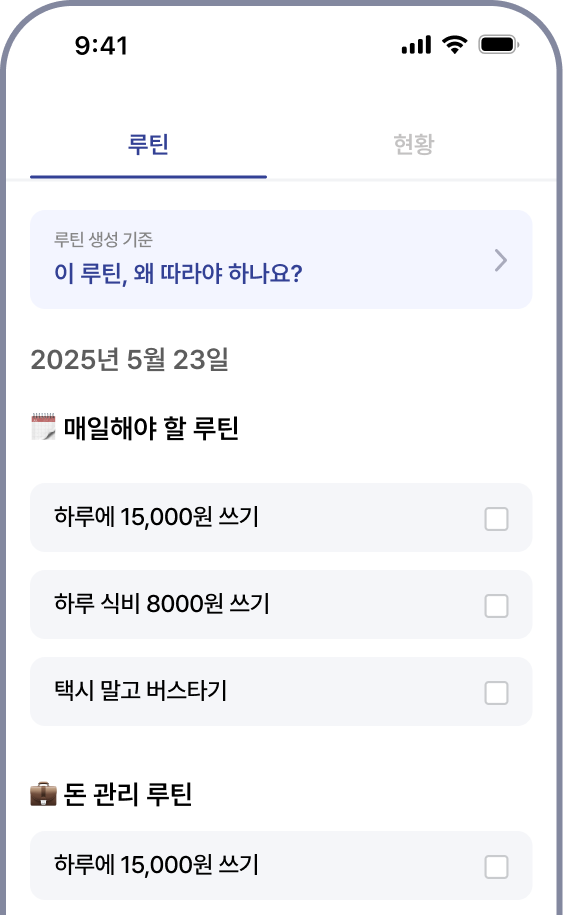 9:41
루틴 현황
루틴 생성 기준
이 루틴, 왜 따라야 하나요?
2025년 5월 23일
매일해야 할 루틴
하루에 15,000원 쓰기
하루 식비 8000원 쓰기
택시 말고 버스타기
돈 관리 루틴
하루에 15,000원 쓰기